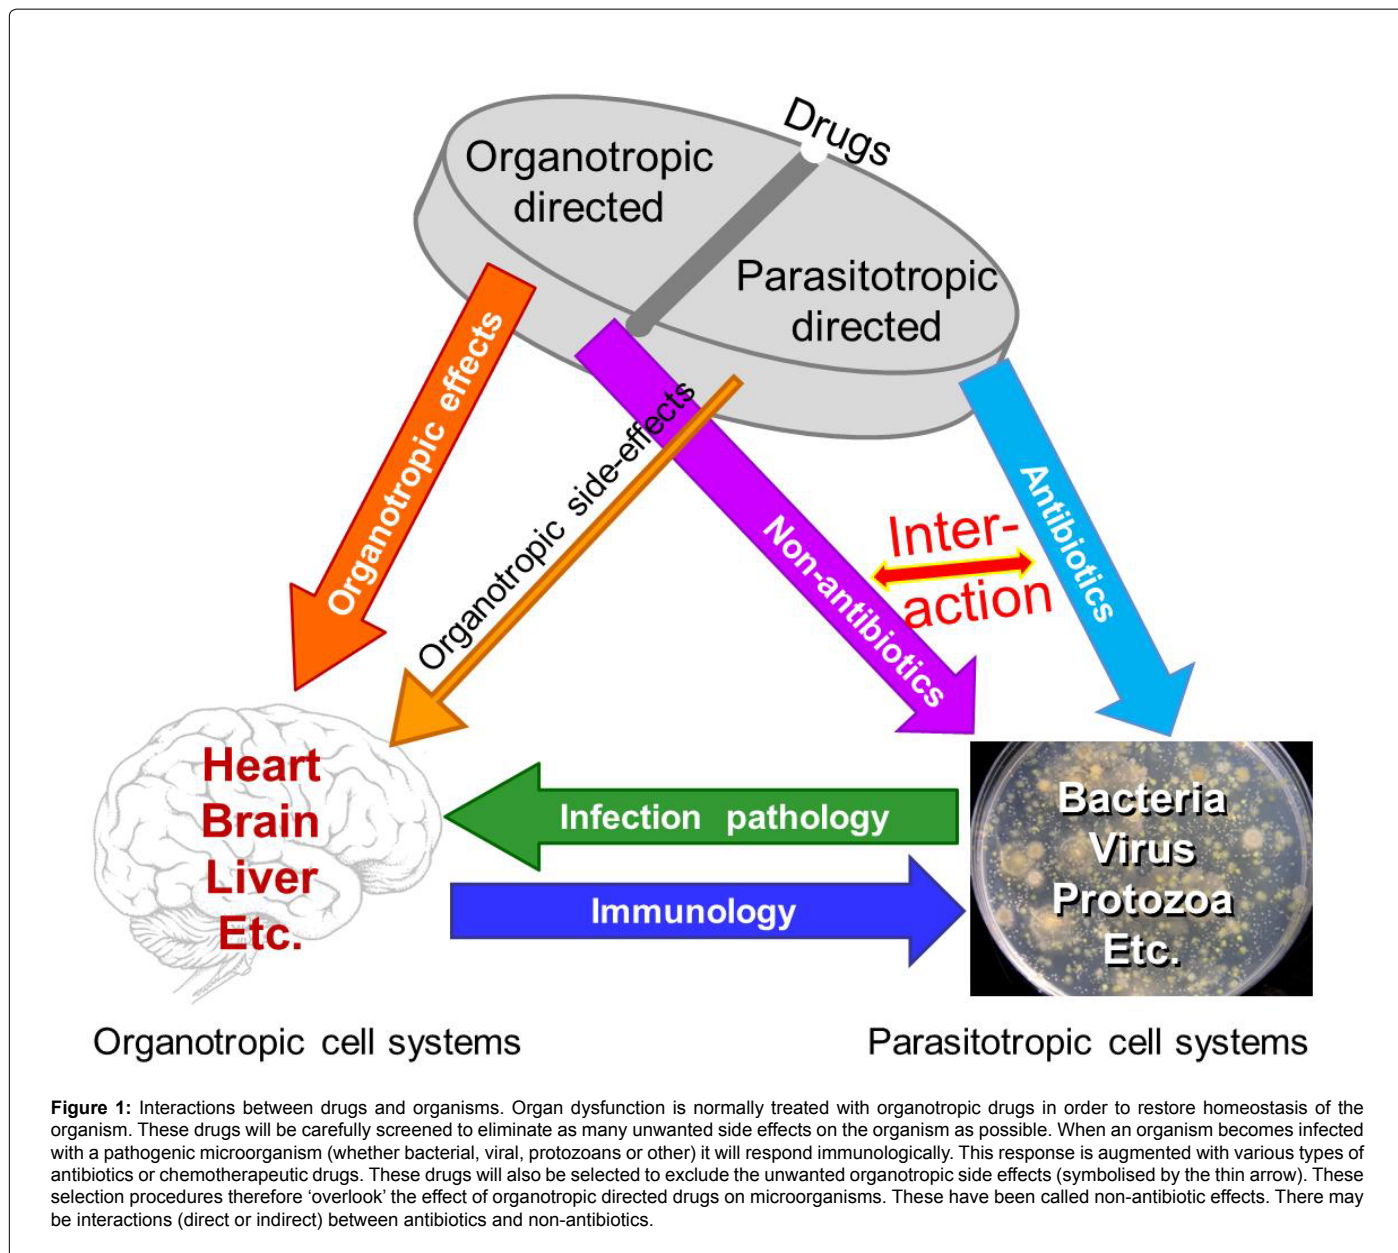 Drugs
Organotropic
directed
Parasitotropic
directed
Organotropic effects
Organotropic side-effects
Non-antibiotics
Inter-
action
Antibiotics
Heart
Brain
Liver
Etc.
Infection pathology
Immunology
Bacteria
Virus
Protozoa
Etc.
Organotropic cell systems
Parasitotropic cell systems
Figure 1: Interactions between drugs and organisms. Organ dysfunction is normally treated with organotropic drugs in order to restore homeostasis of the
organism. These drugs will be carefully screened to eliminate as many unwanted side effects on the organism as possible. When an organism becomes infected
with a pathogenic microorganism (whether bacterial, viral, protozoans or other) it will respond immunologically. This response is augmented with various types of
antibiotics or chemotherapeutic drugs. These drugs will also be selected to exclude the unwanted organotropic side effects (symbolised by the thin arrow). These
selection procedures therefore ‘overlook’ the effect of organotropic directed drugs on microorganisms. These have been called non-antibiotic effects. There may
be interactions (direct or indirect) between antibiotics and non-antibiotics.